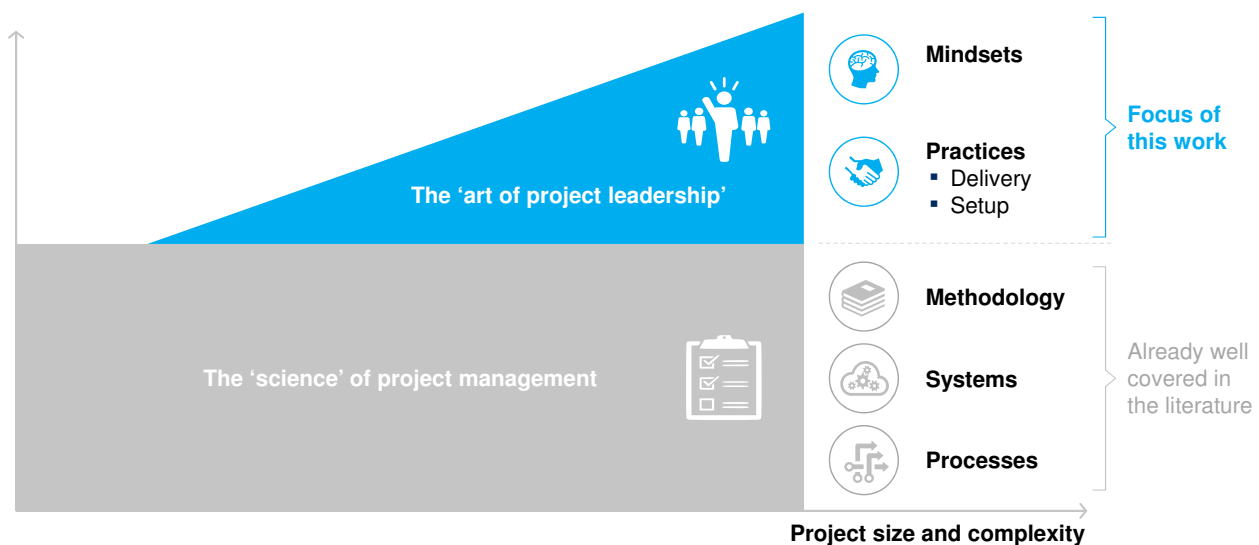 Mindsets
Focus of
this work
Practices
▪ Delivery
▪ Setup
The ‘art of project leadership’
Methodology
The ‘science’ of project management
Systems
Already well
covered in
the literature
Processes
Project size and complexity